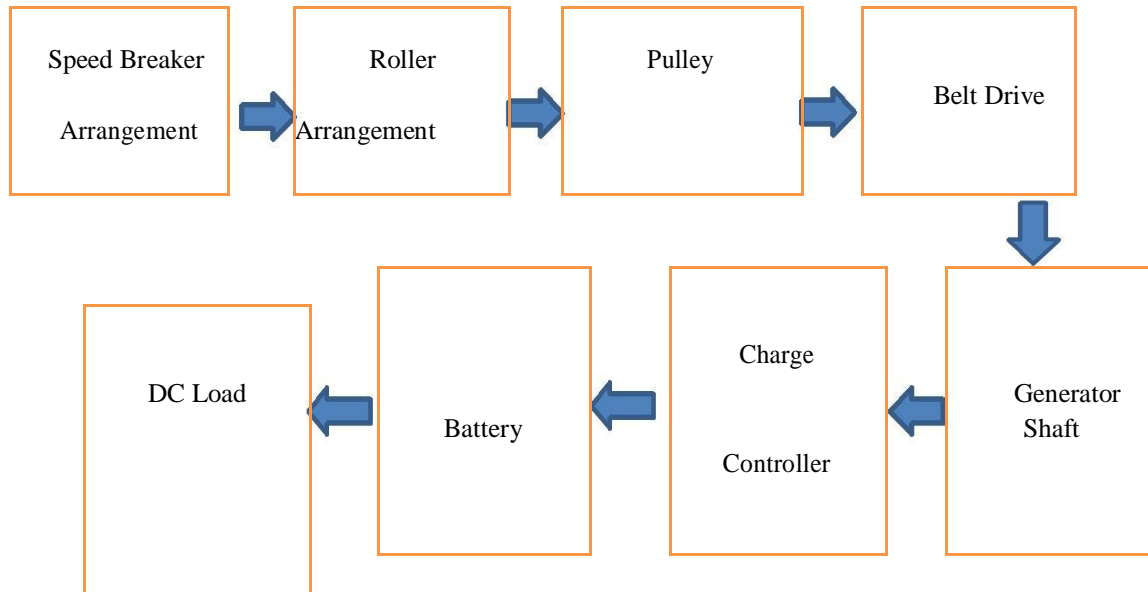 Speed Breaker
Arrangement
Roller
Arrangement
Pulley
Belt Drive
Generator
Shaft
Charge
Controller
Battery
DC Load